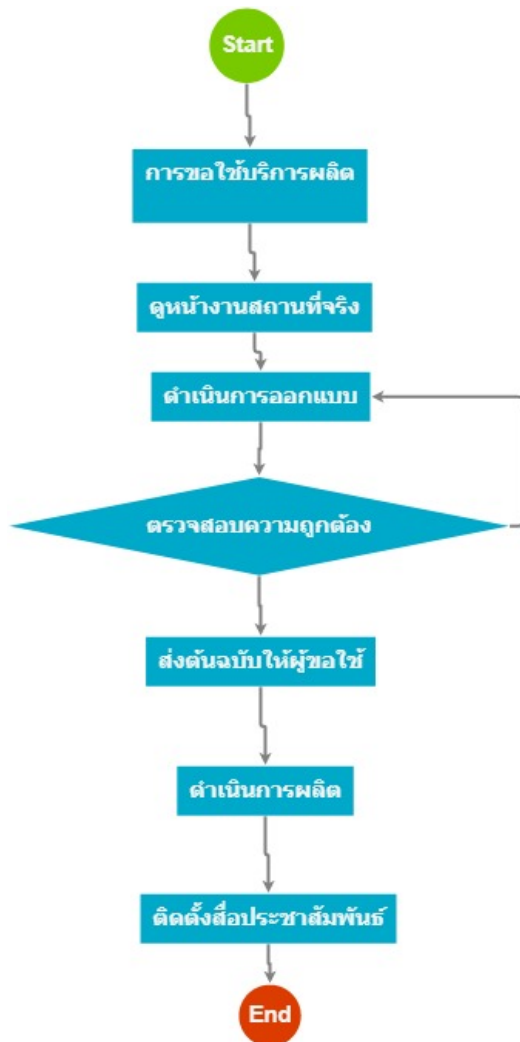 Start
การขอใช้บริการผลิต
ดูหน้างานสถานที่จริง
ดำเนินการออกแบบ
ตรวจสอบความถูกต้อง
ส่งต้นฉบับให้ผู้ขอใช้
ดำเนินการผลิต
ติดตั้งสื่อประชาสัมพันธ์
End